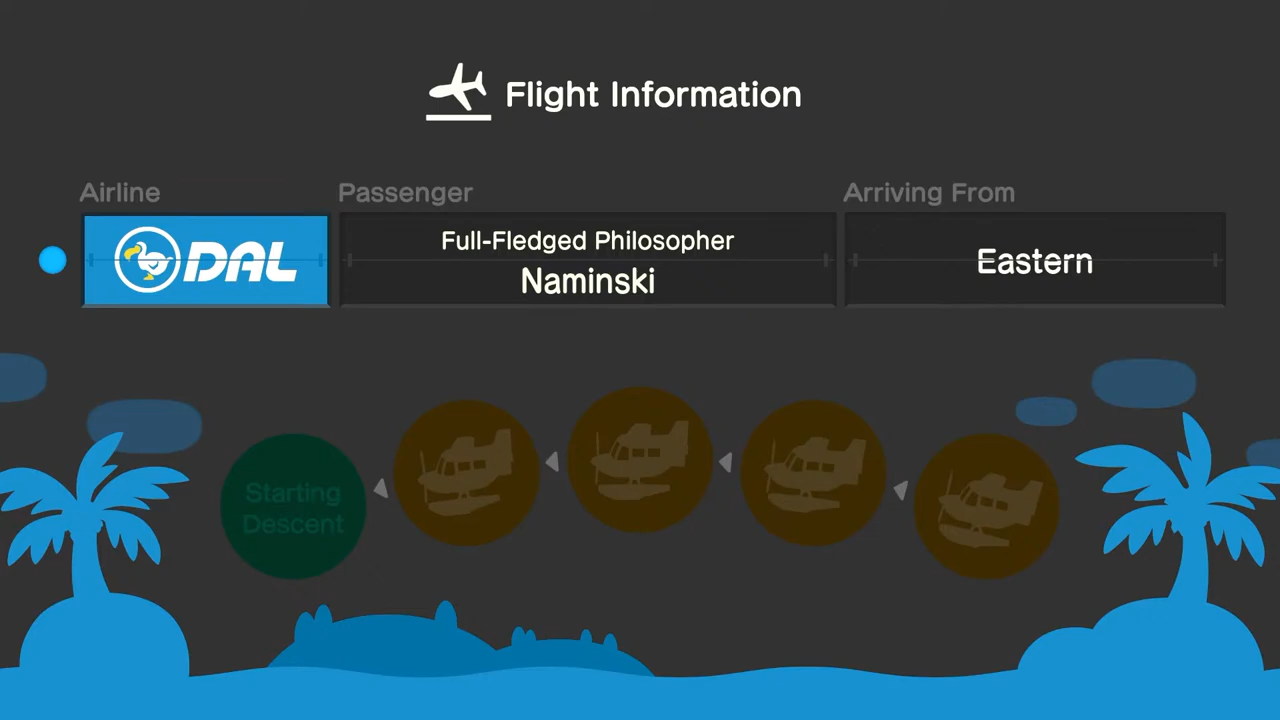 Flight Information
Airline
Passenger
Arriving From
DAL
Full-Fledged Philosopher
Naminski
Eastern
Starting
Descent